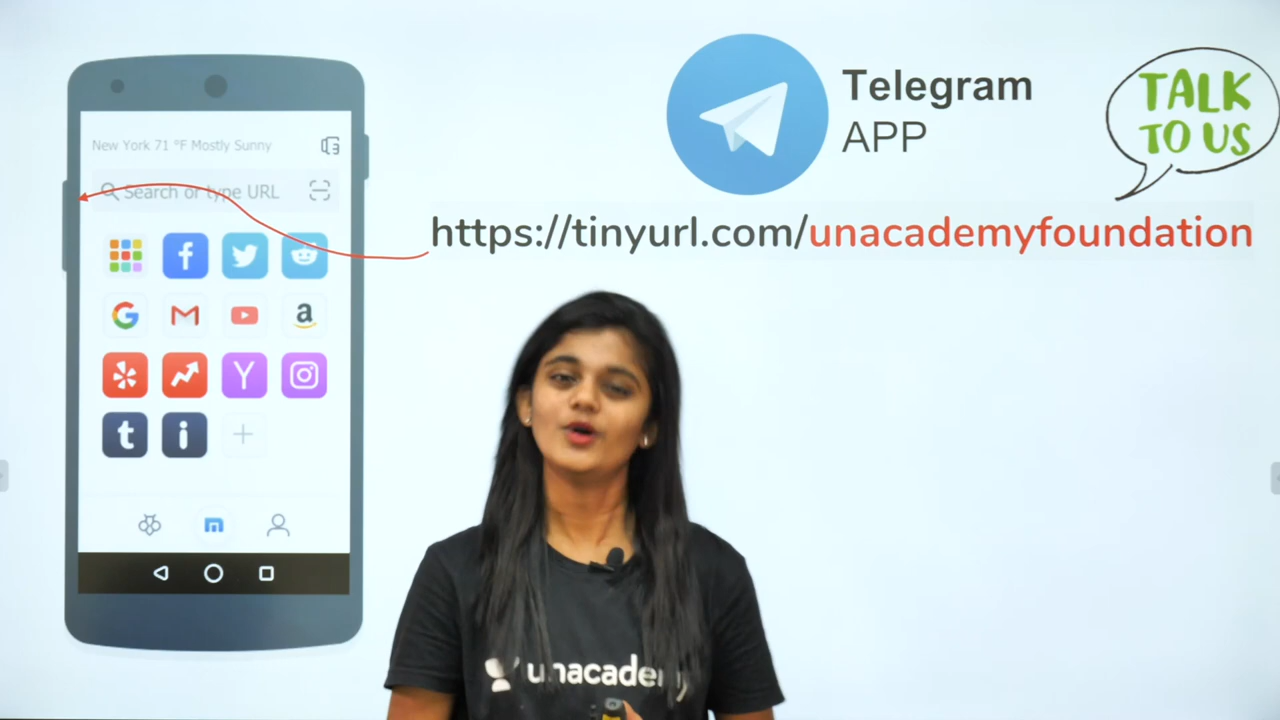 New York 71 °F Mostly Sunny
Search or type URL
Telegram
APP
TALK
TO US
https://tinyurl.com/unacademyfoundation
unacademy